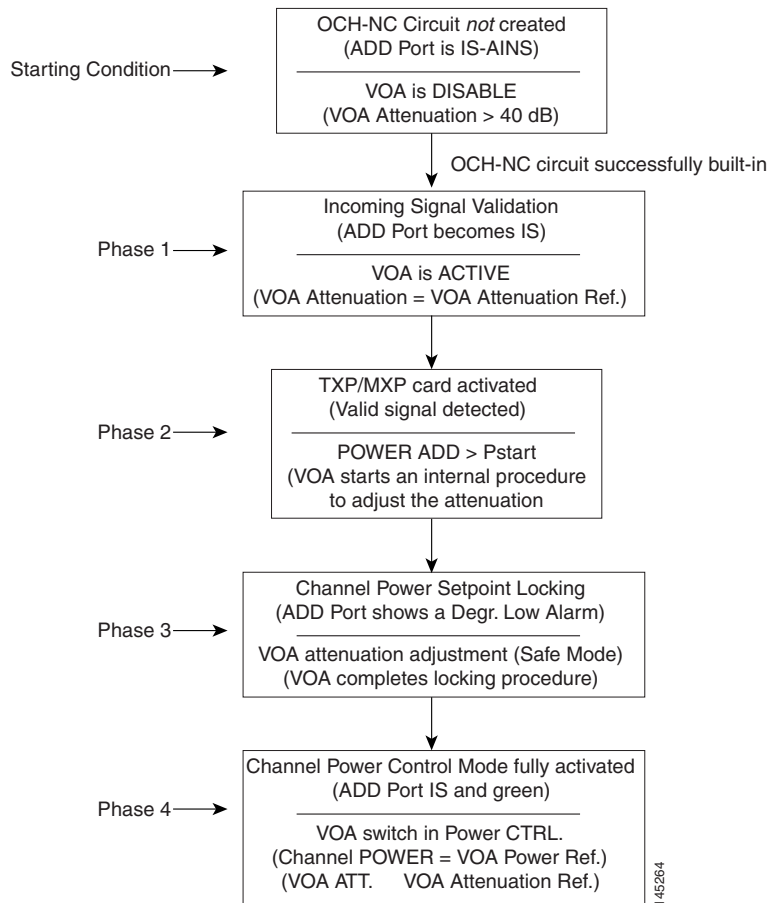 OCH-NC Circuit not created
(ADD Port is IS-AINS)
Starting Condition
VOA is DISABLE
(VOA Attenuation > 40 dB)
OCH-NC circuit successfully built-in
Incoming Signal Validation
(ADD Port becomes IS)
Phase 1
VOA is ACTIVE
(VOA Attenuation = VOA Attenuation Ref.)
TXP/MXP card activated
(Valid signal detected)
Phase 2
POWER ADD > Pstart
(VOA starts an internal procedure
to adjust the attenuation
Channel Power Setpoint Locking
(ADD Port shows a Degr. Low Alarm)
Phase 3
VOA attenuation adjustment (Safe Mode)
(VOA completes locking procedure)
Channel Power Control Mode fully activated
(ADD Port IS and green)
Phase 4
VOA switch in Power CTRL.
(Channel POWER = VOA Power Ref.)
(VOA ATT. VOA Attenuation Ref.)
145264